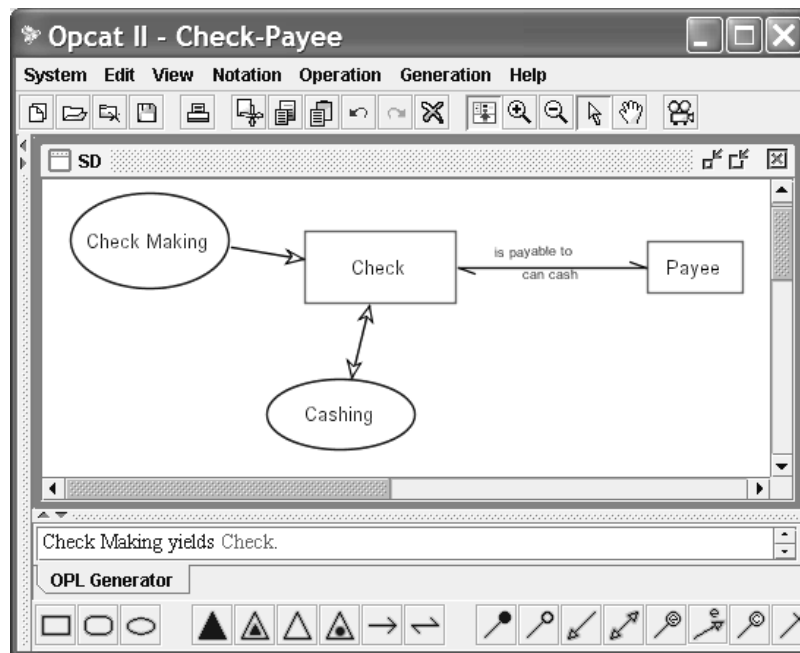 Opcat II - Check-Payee
System Edit View Notation Operation Generation Help
SD
Check Making
Check
is payable to
can cash
Payee
Cashing
Check Making yields Check.
OPL Generator
e
e
c